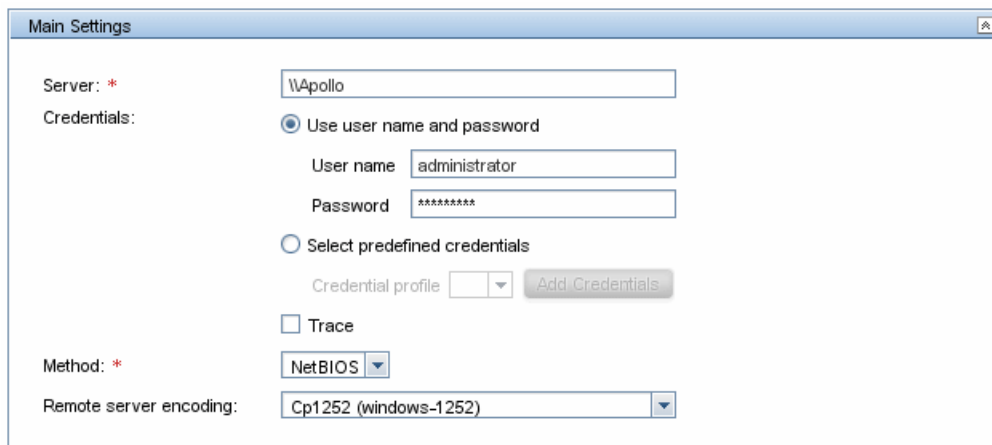 Main Settings
Server: * \\Apollo
Credentials: Use user name and password
User name administrator
Password *********
Select predefined credentials
Credential profile Add Credentials
Trace
Method: * NetBIOS
Remote server encoding: Cp1252 (windows-1252)